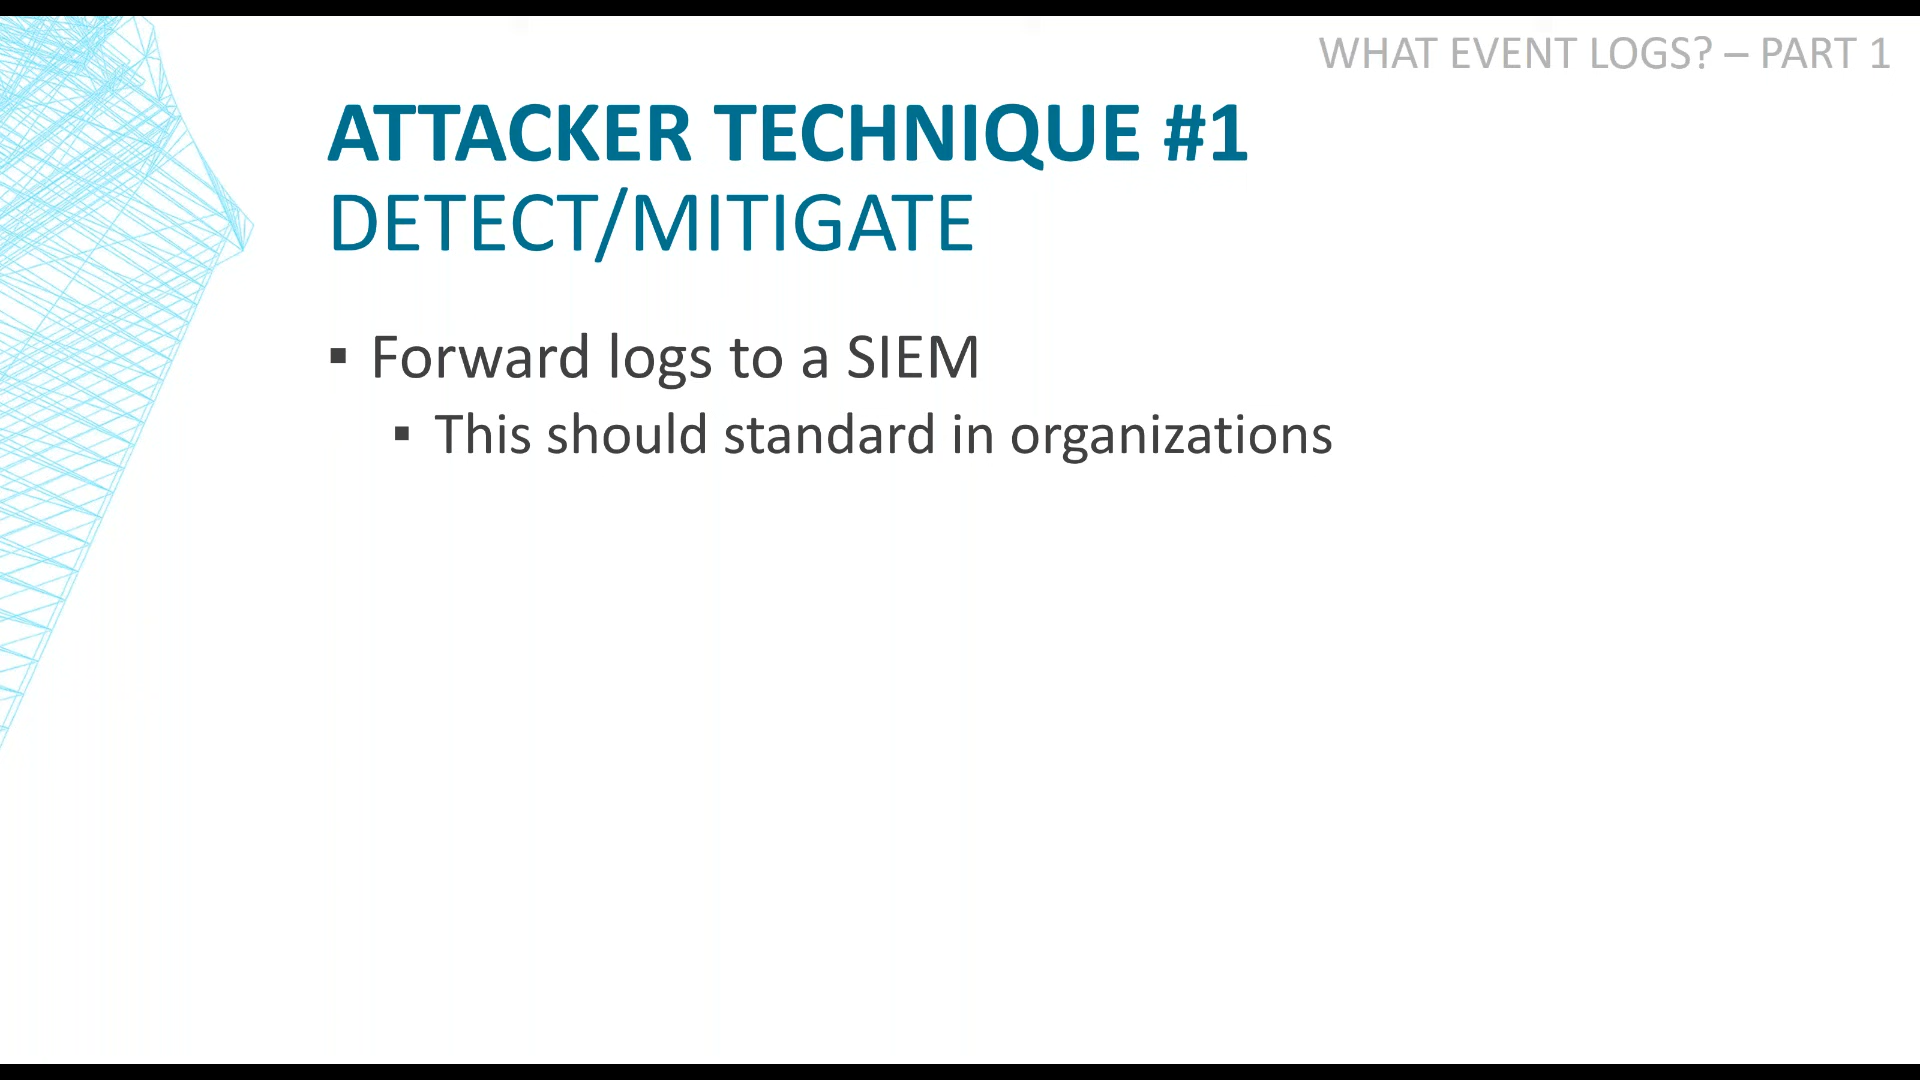 WHAT EVENT LOGS? – PART 1
ATTACKER TECHNIQUE #1
DETECT/MITIGATE
▪ Forward logs to a SIEM
▪ This should standard in organizations